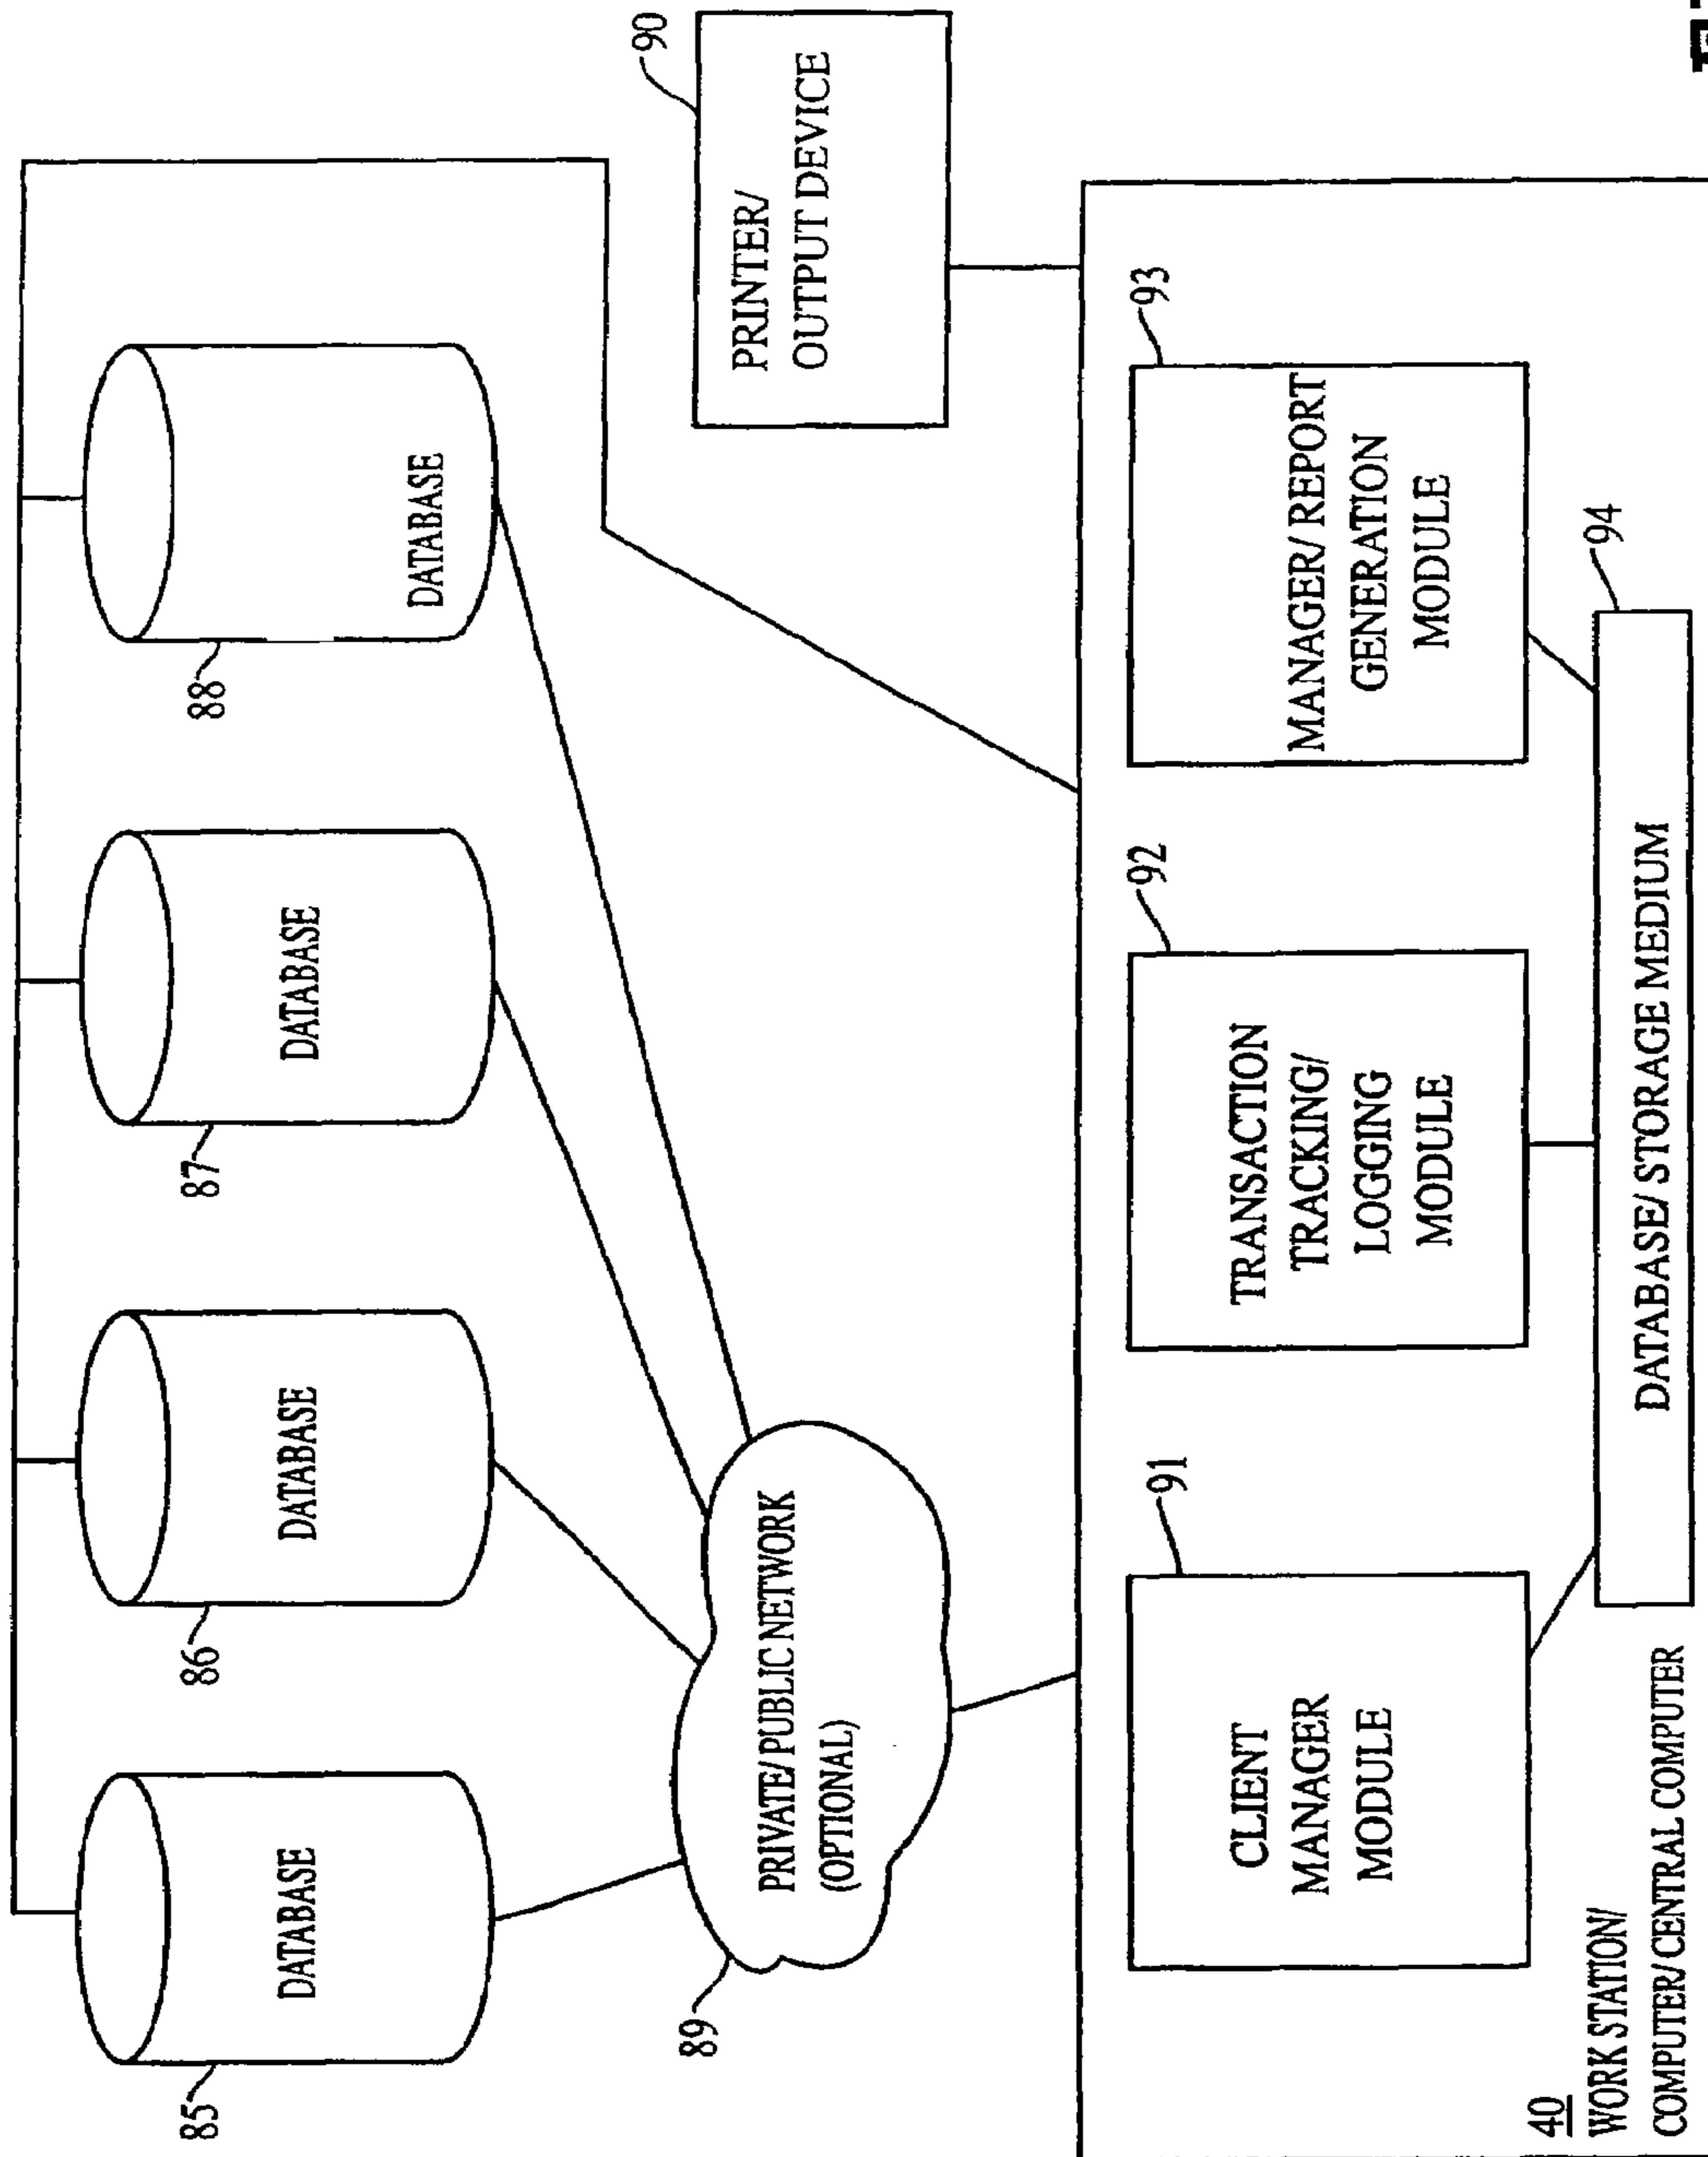 85
DATABASE
86
DATABASE
87
DATABASE
88
DATABASE
89
PRIVATE/PUBLIC NETWORK
(OPTIONAL)
90
PRINTER/
OUTPUT DEVICE
91
CLIENT
MANAGER
MODULE
92
TRANSACTION
TRACKING/
LOGGING
MODULE
93
MANAGER/REPORT
GENERATION
MODULE
94
DATABASE/STORAGE MEDIUM
40
WORK STATION/
COMPUTER/CENTRAL COMPUTER